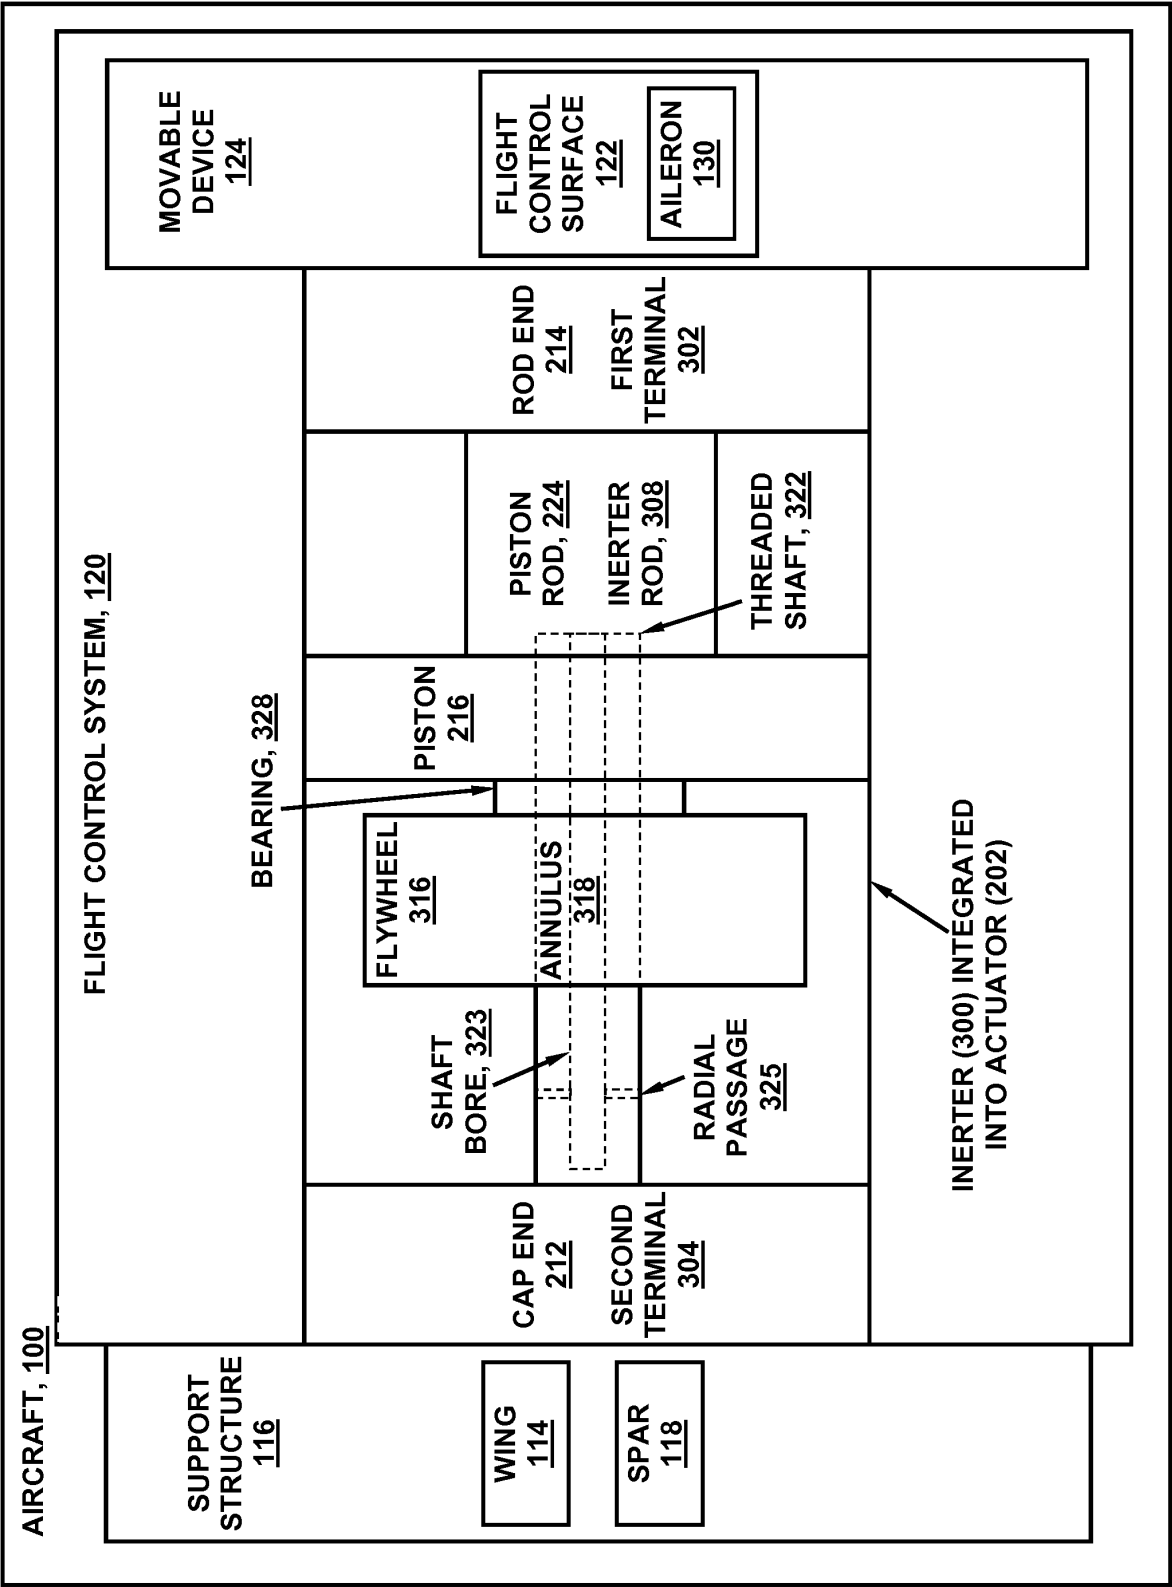 AIRCRAFT, 100
FLIGHT CONTROL SYSTEM, 120
SUPPORT
STRUCTURE
116
WING
114
SPAR
118
CAP END
212
SECOND
TERMINAL
304
SHAFT
BORE, 323
RADIAL
PASSAGE
325
BEARING, 328
FLYWHEEL
316
ANNULUS
318
PISTON
216
PISTON
ROD, 224
INERTER
ROD, 308
THREADED
SHAFT, 322
ROD END
214
FIRST
TERMINAL
302
MOVABLE
DEVICE
124
FLIGHT
CONTROL
SURFACE
122
AILERON
130
INERTER (300) INTEGRATED
INTO ACTUATOR (202)